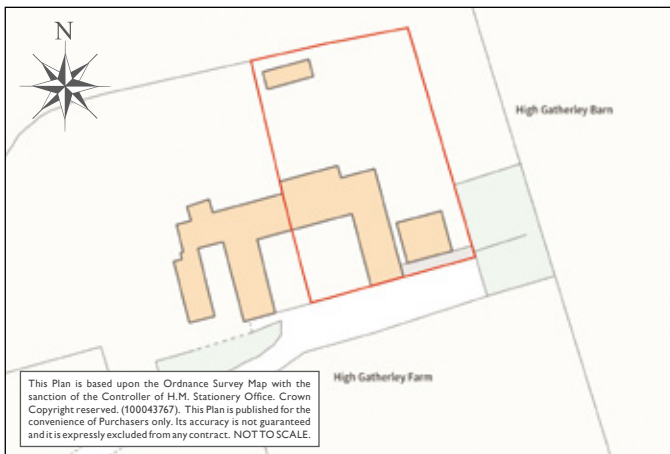 N
High Gatherley Barn
High Gatherley Farm
This Plan is based upon the Ordnance Survey Map with the
sanction of the Controller of H.M. Stationery Office. Crown
Copyright reserved. (100043767). This Plan is published for the
convenience of Purchasers only. Its accuracy is not guaranteed
and it is expressly excluded from any contract. NOT TO SCALE.